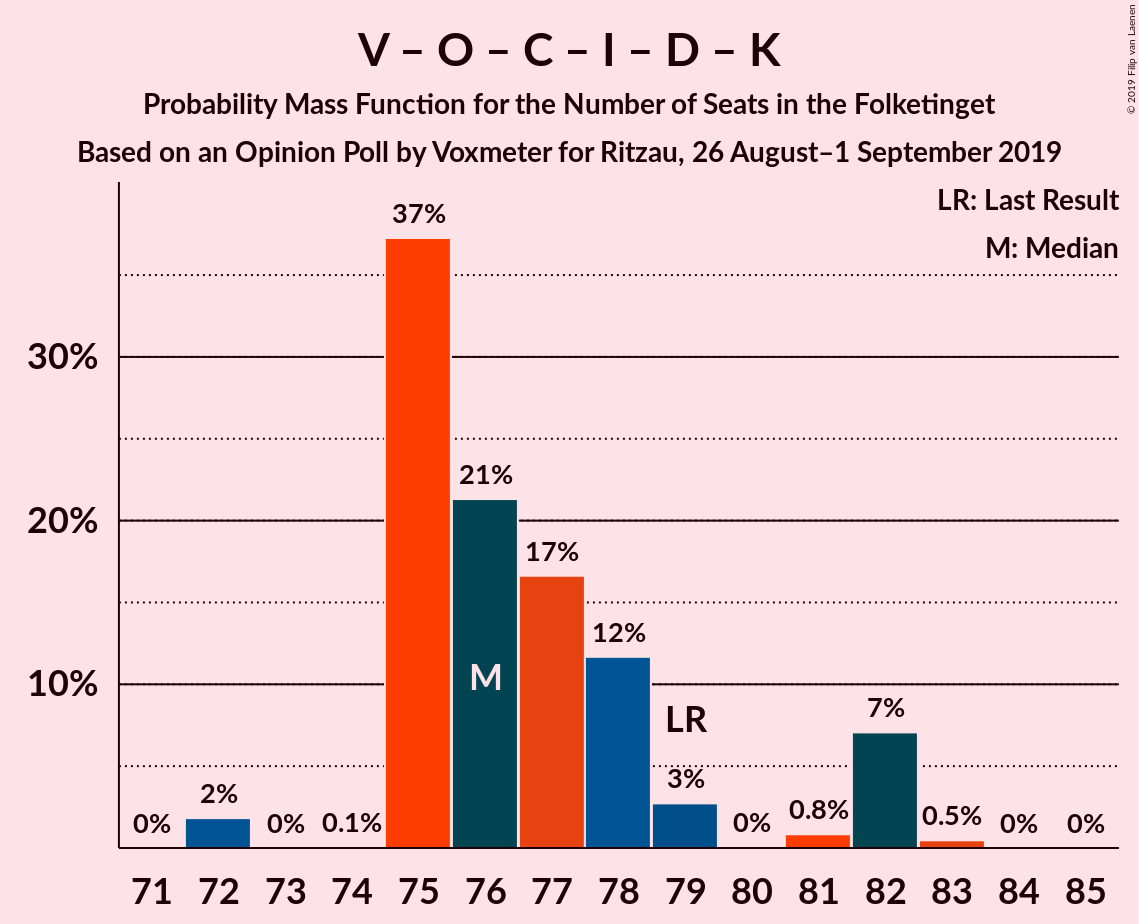 V – O – C – I – D – K
Probability Mass Function for the Number of Seats in the Folketinget
Based on an Opinion Poll by Voxmeter for Ritzau, 26 August–1 September 2019
© 2019 Filip van Laenen
LR: Last Result
M: Median
30%
20%
10%
0%
2%
0%
0.1%
37%
21%
17%
12%
3%
0%
0.8%
7%
0.5%
0%
0%
M
LR
71 72 73 74 75 76 77 78 79 80 81 82 83 84 85